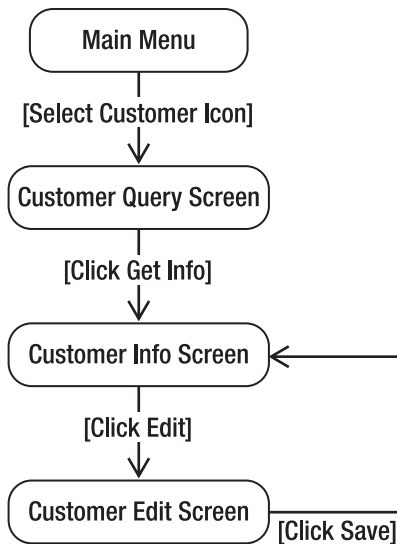 Main Menu
[Select Customer Icon]
Customer Query Screen
[Click Get Info]
Customer Info Screen
[Click Edit]
Customer Edit Screen
[Click Save]